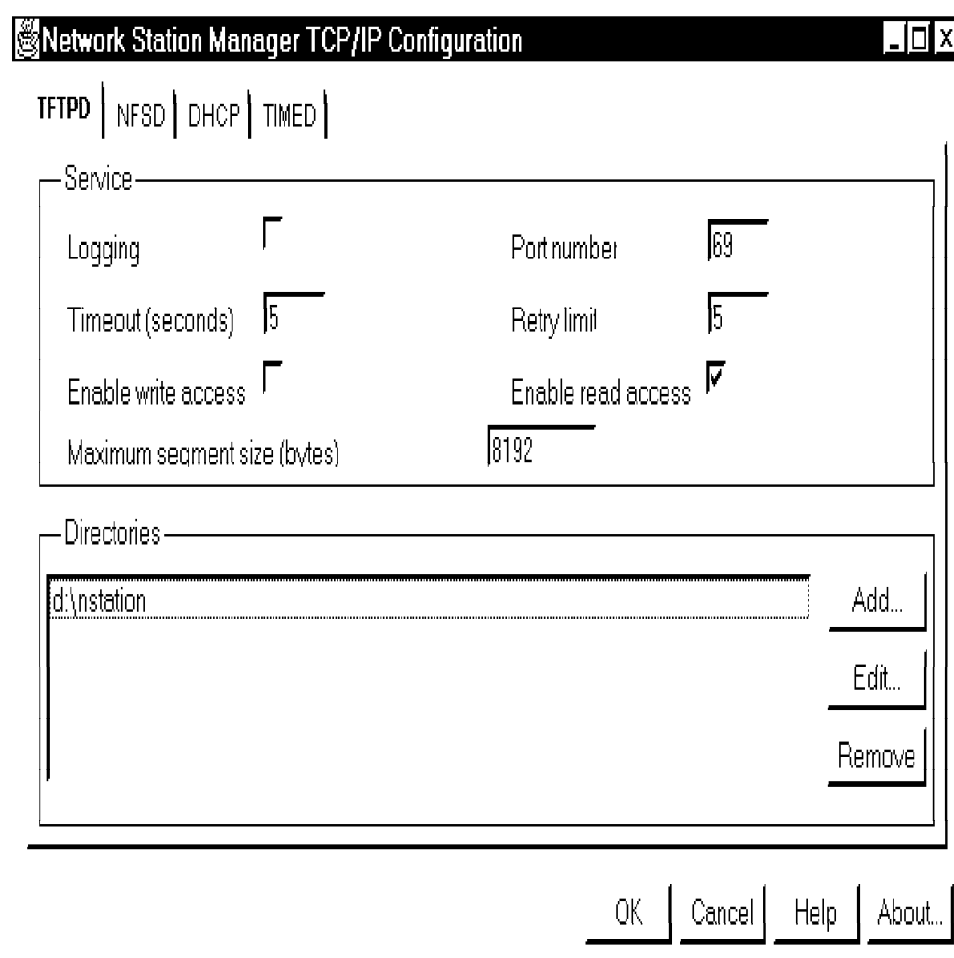 Network Station Manager TCP/IP Configuration
TFTPD NFSD DHCP TIMED
Service
Logging Port number 69
Timeout (seconds) 5 Retry limit 5
Enable write access Enable read access
Maximum segment size (bytes) 8192
Directories
d:\nstation
Add...
Edit...
Remove
OK Cancel Help About...